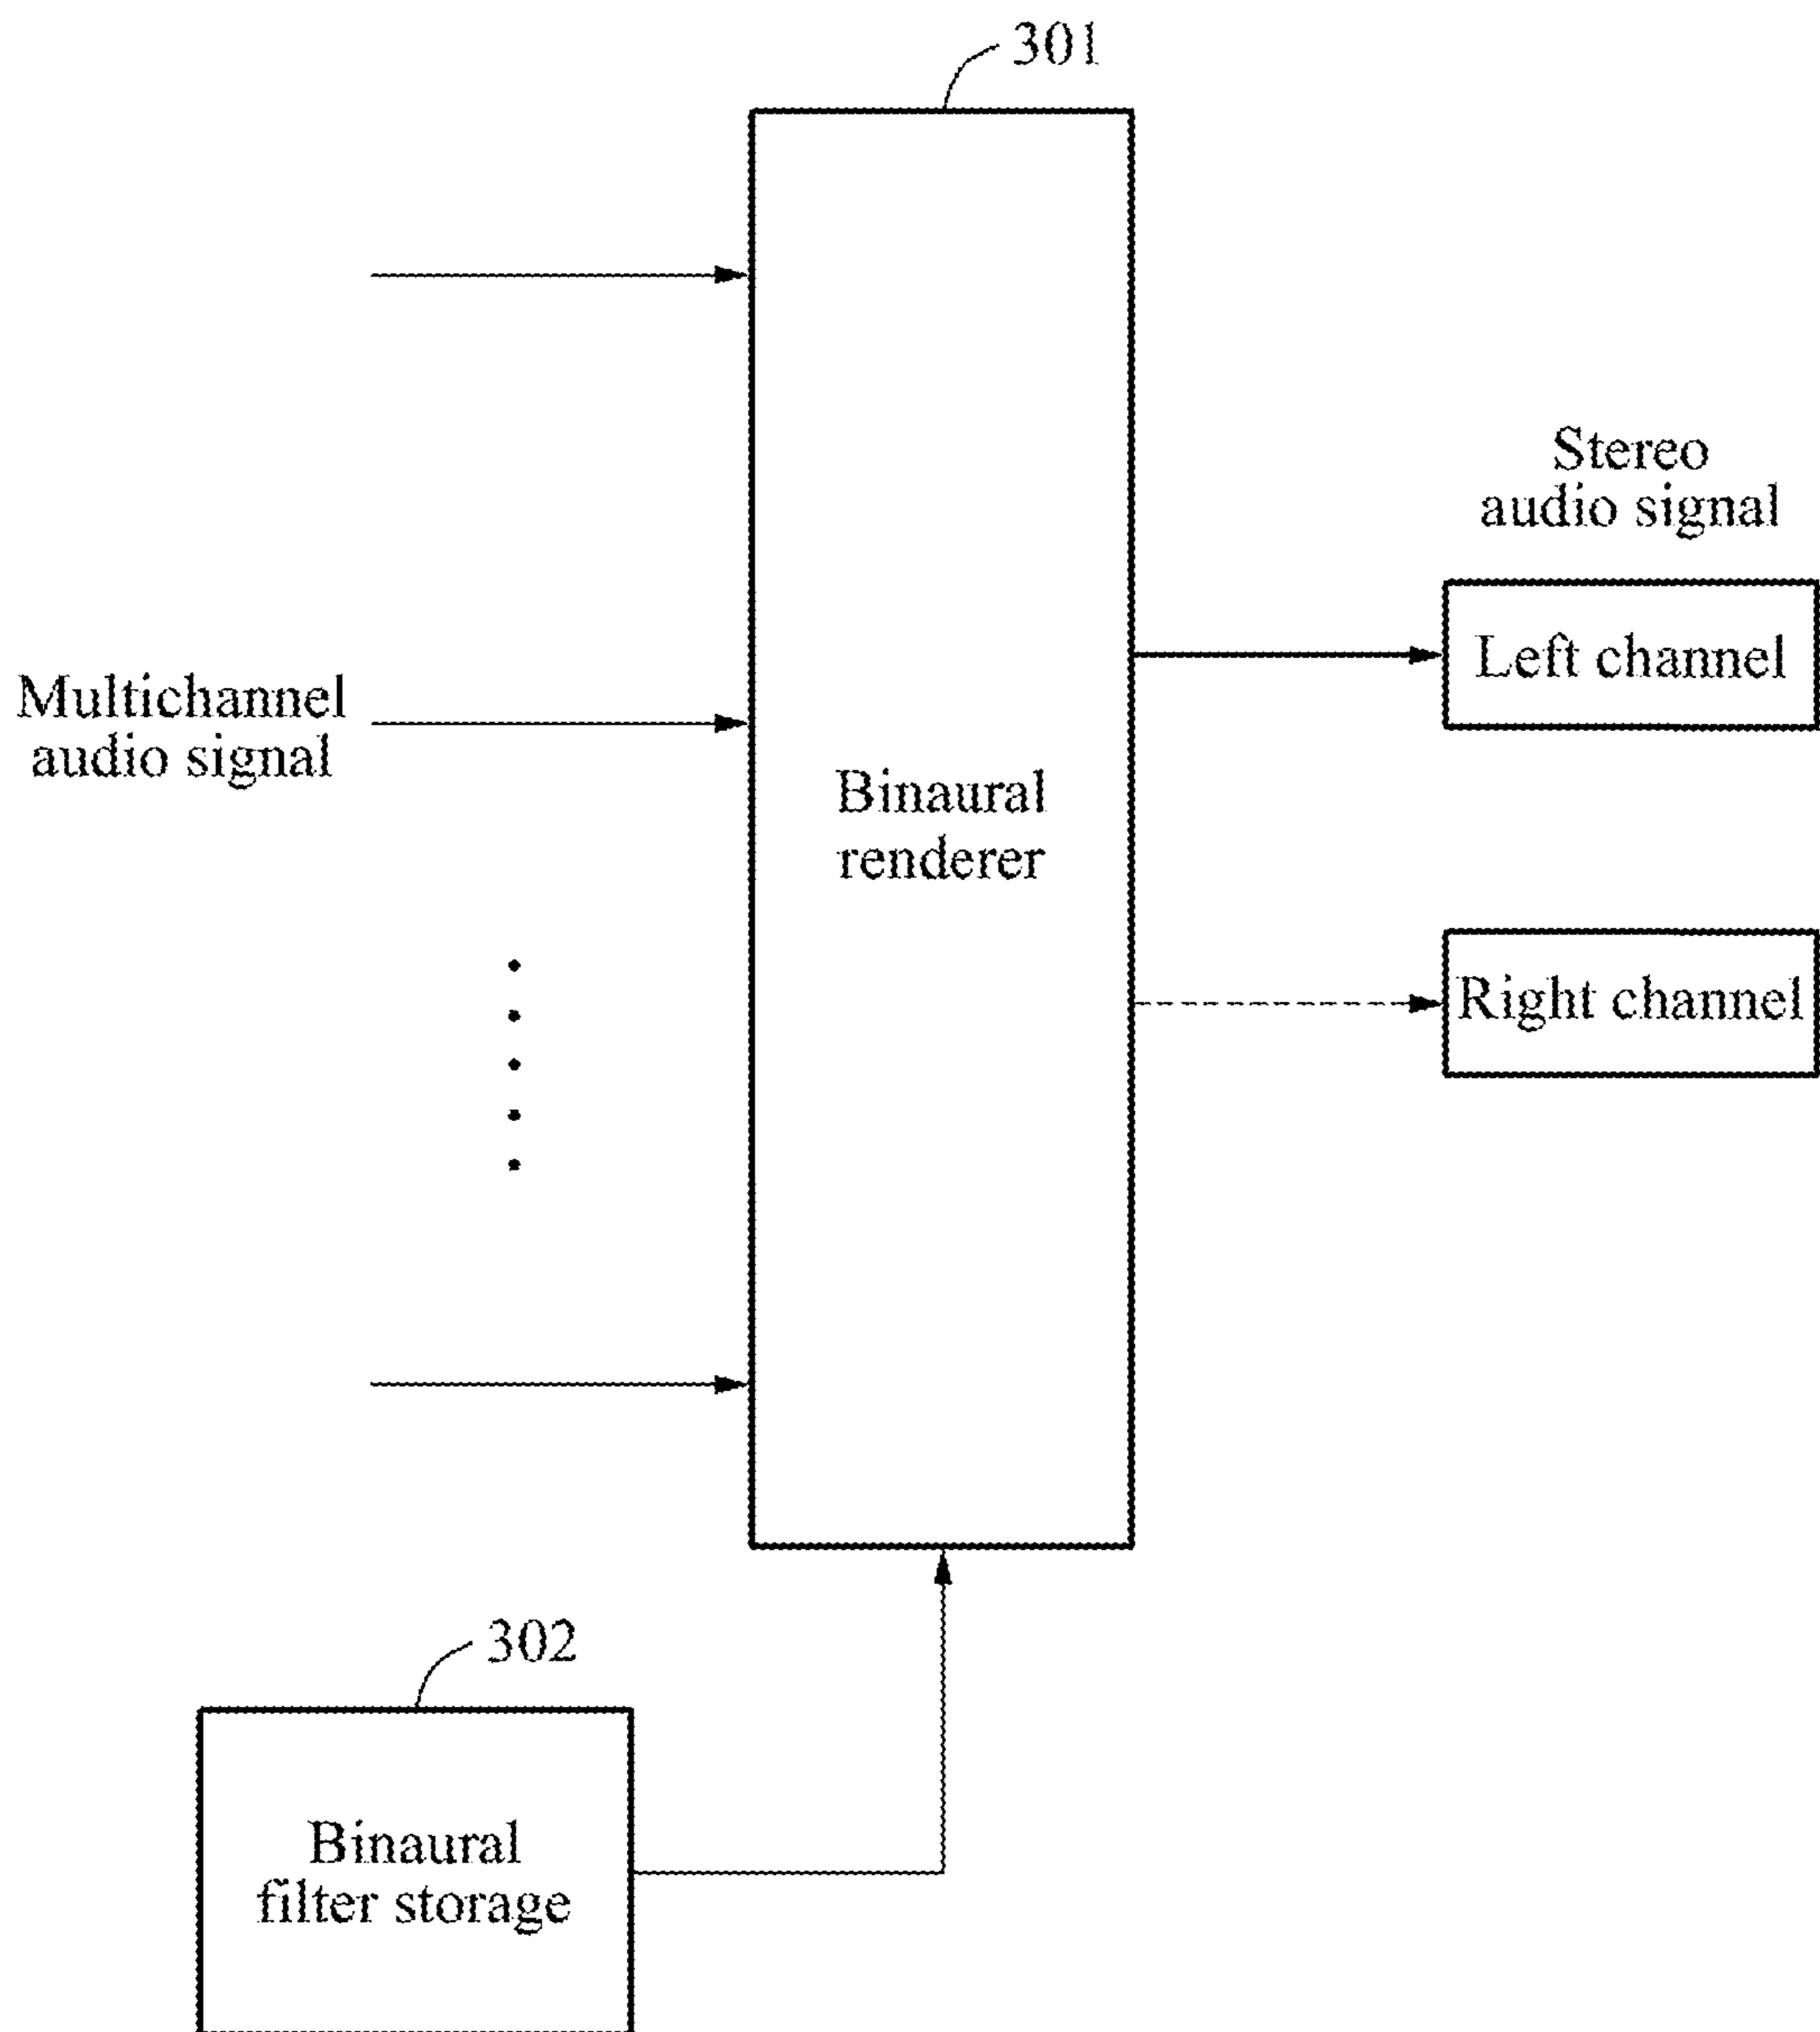 301
Stereo
audio signal
Left channel
Multichannel
audio signal
Binaural
renderer
Right channel
302
Binaural
filter storage